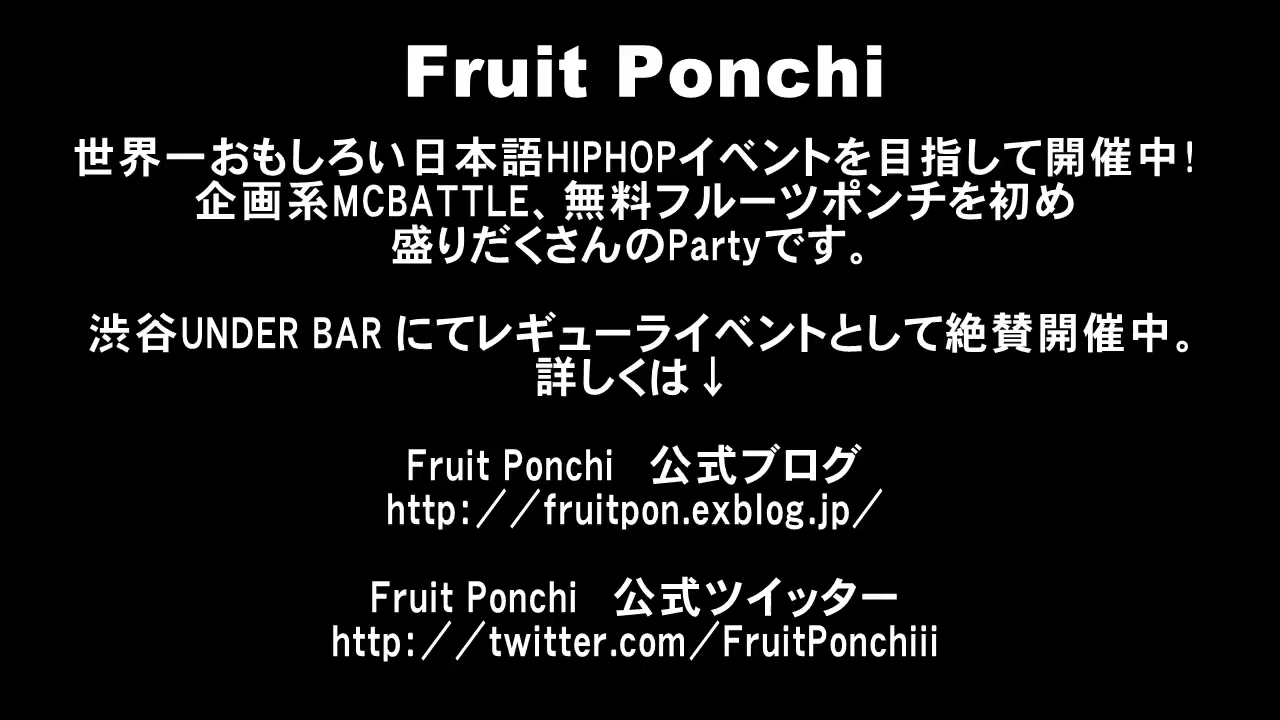 Fruit Ponchi
世界一おもしろい日本語HIPHOPイベントを目指して開催中!
企画系MCBATTLE、無料フルーツポンチを初め
盛りだくさんのPartyです。
渋谷UNDER BAR にてレギューライベントとして絶賛開催中。
詳しくは↓
Fruit Ponchi　公式ブログ
http://fruitpon.exblog.jp/
Fruit Ponchi　公式ツイッター
http://twitter.com/FruitPonchiii